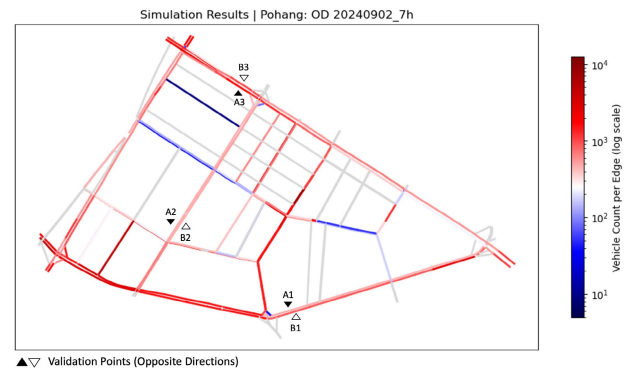 Simulation Results | Pohang: OD 20240902_7h
B3
A3
A2
B2
A1
B1
10⁴
10³
10²
10¹
Vehicle Count per Edge (log scale)
Validation Points (Opposite Directions)